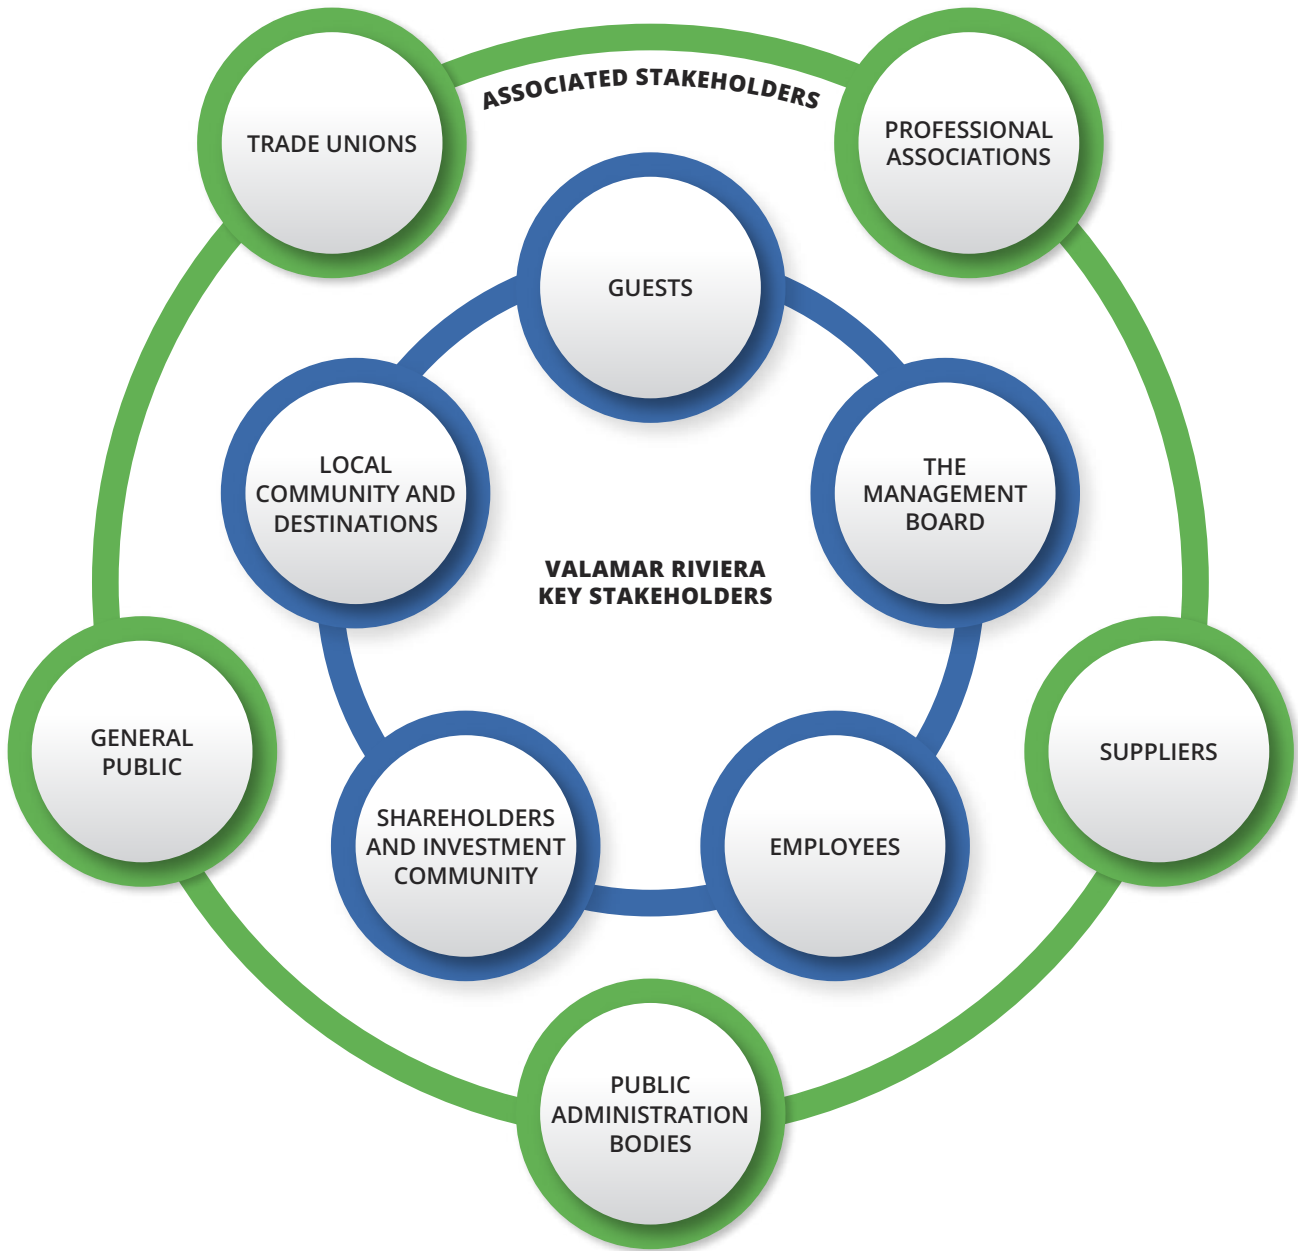 ASSOCIATED STAKEHOLDERS
TRADE UNIONS
PROFESSIONAL
ASSOCIATIONS
GUESTS
LOCAL
COMMUNITY AND
DESTINATIONS
THE
MANAGEMENT
BOARD
VALAMAR RIVIERA
KEY STAKEHOLDERS
GENERAL
PUBLIC
SUPPLIERS
SHAREHOLDERS
AND INVESTMENT
COMMUNITY
EMPLOYEES
PUBLIC
ADMINISTRATION
BODIES